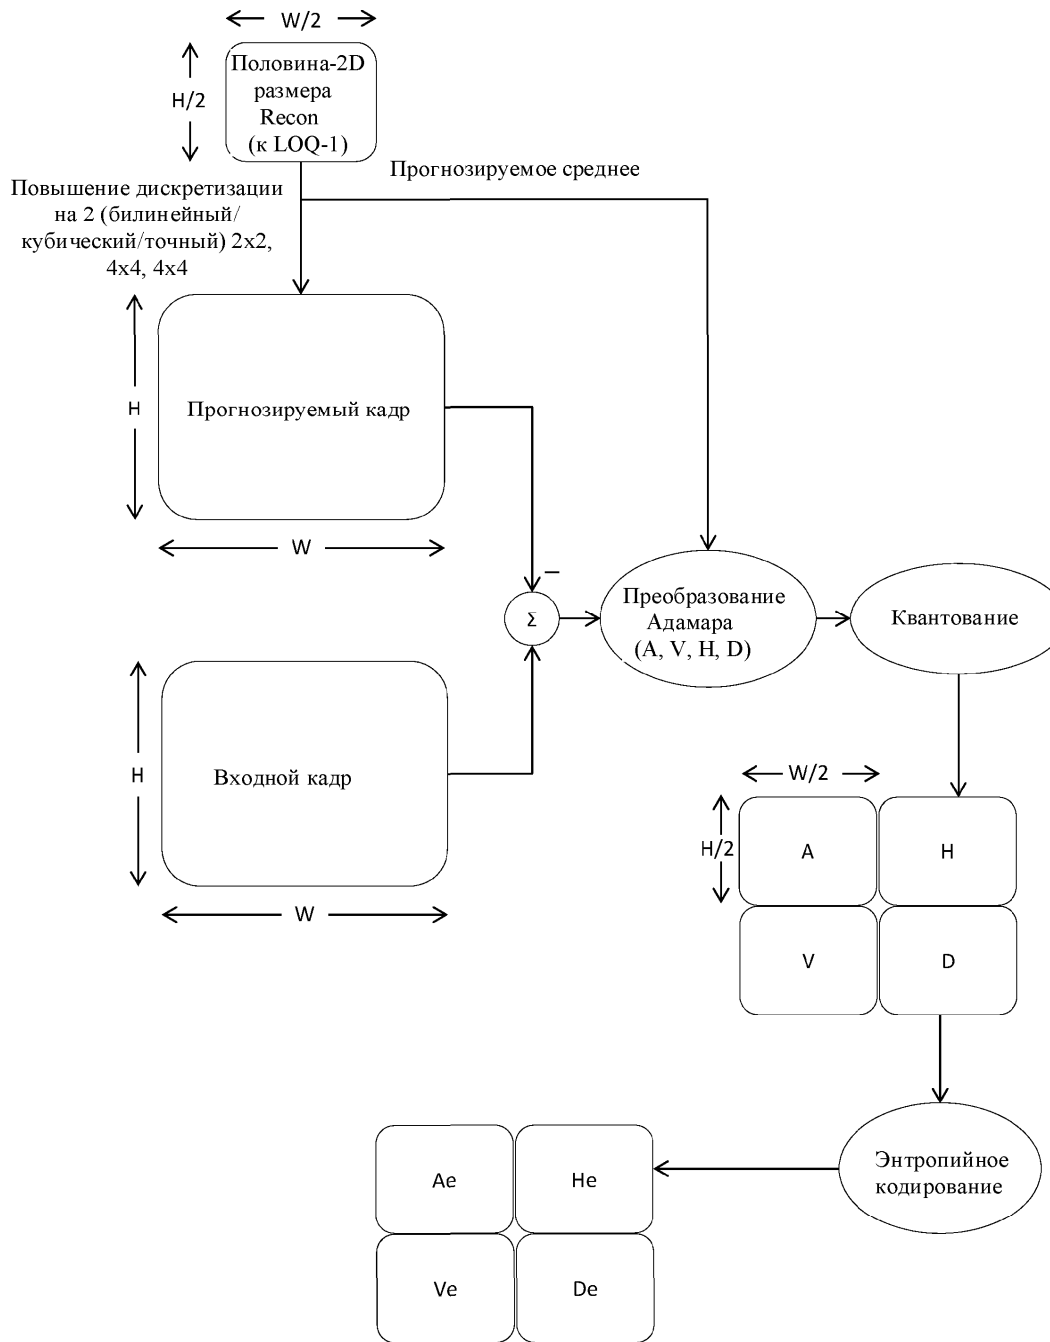 W/2
H/2
Половина-2D
размера
Recon
(к LOQ-1)
Прогнозируемое среднее
Повышение дискретизации
на 2 (билинейный/
кубический/точный) 2x2,
4x4, 4x4
H
Прогнозируемый кадр
W
–
Σ
Преобразование
Адамара
(A, V, H, D)
Квантование
H
Входной кадр
W
W/2
H/2
A
H
V
D
Энтропийное
кодирование
Ae
He
Ve
De